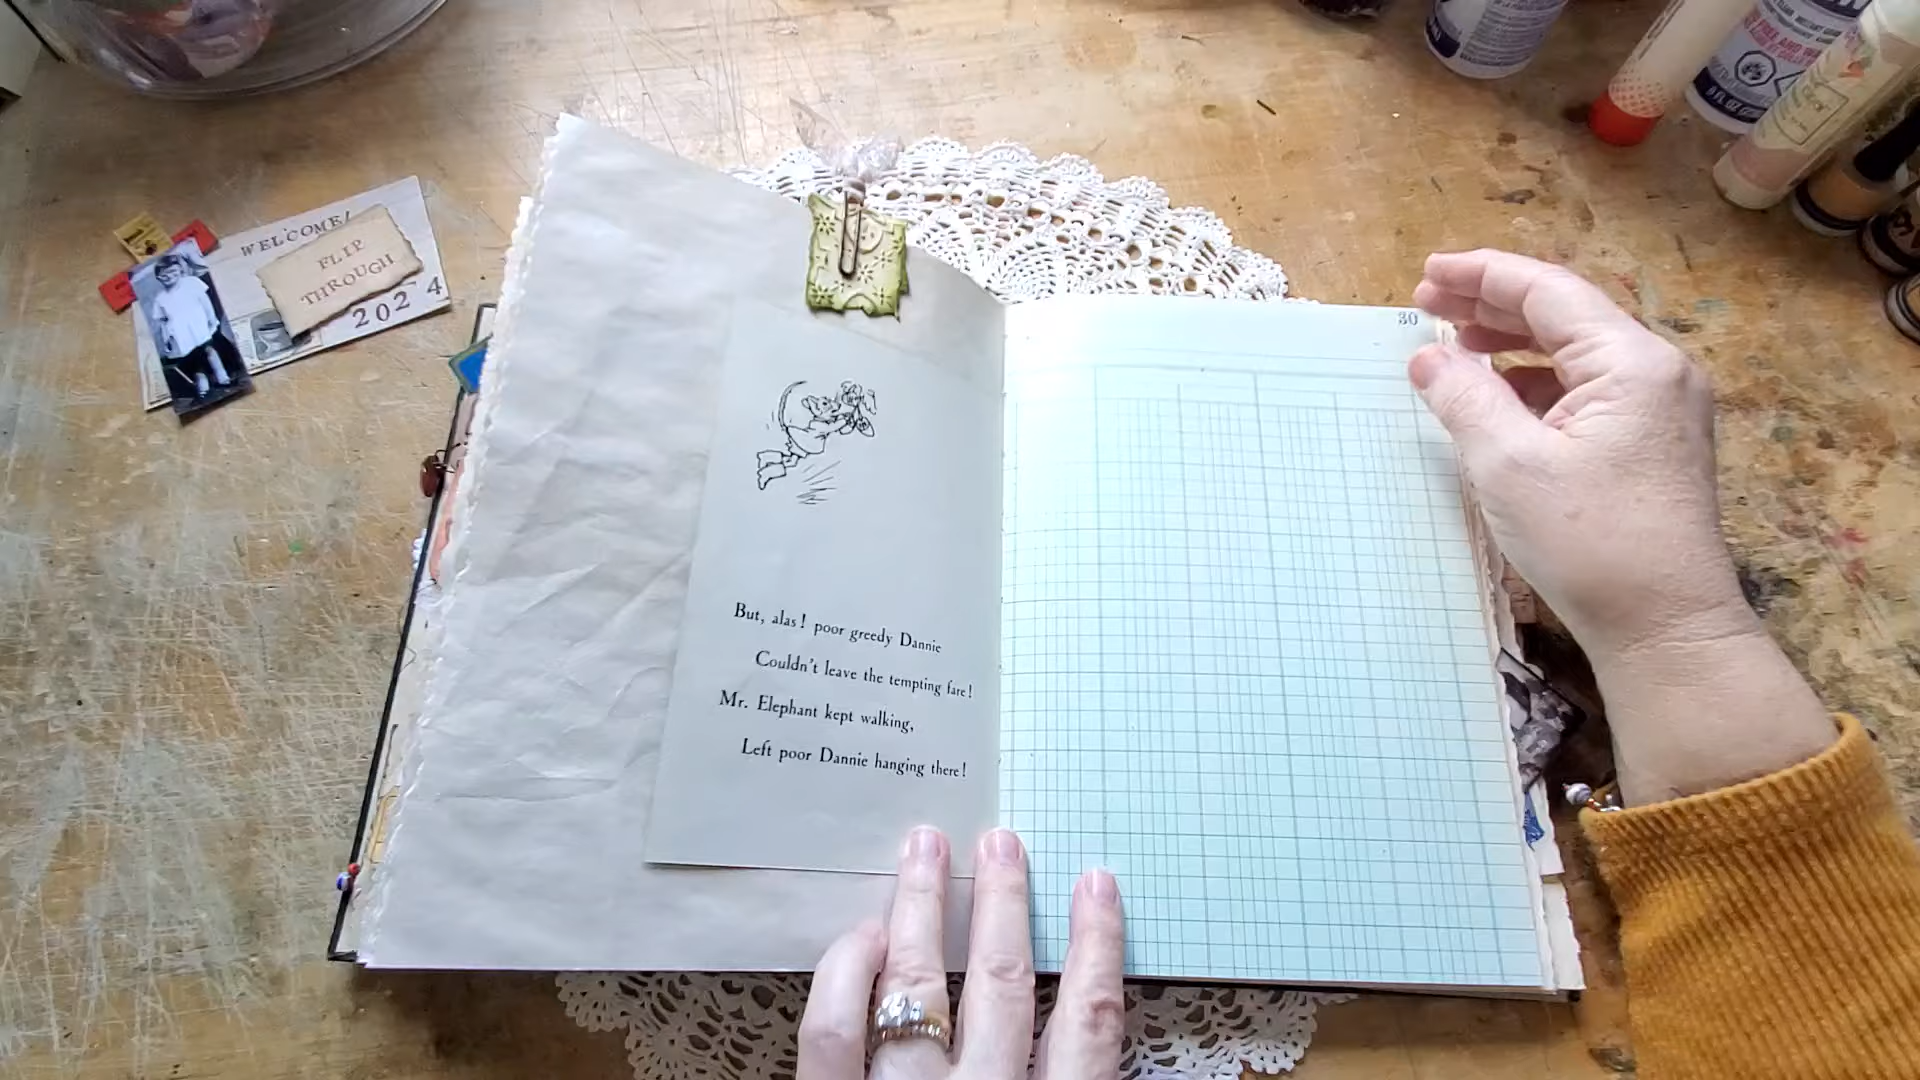 WELCOME!
FLIP
THROUGH
2024
30
But, alas! poor greedy Dannie
Couldn't leave the tempting fare!
Mr. Elephant kept walking,
Left poor Dannie hanging there!